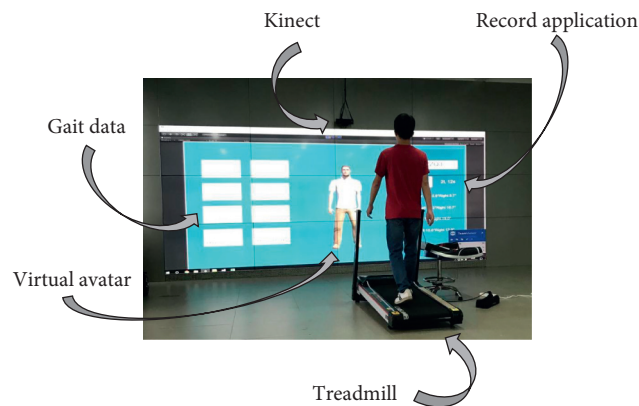 Kinect
Record application
Gait data
Virtual avatar
Treadmill